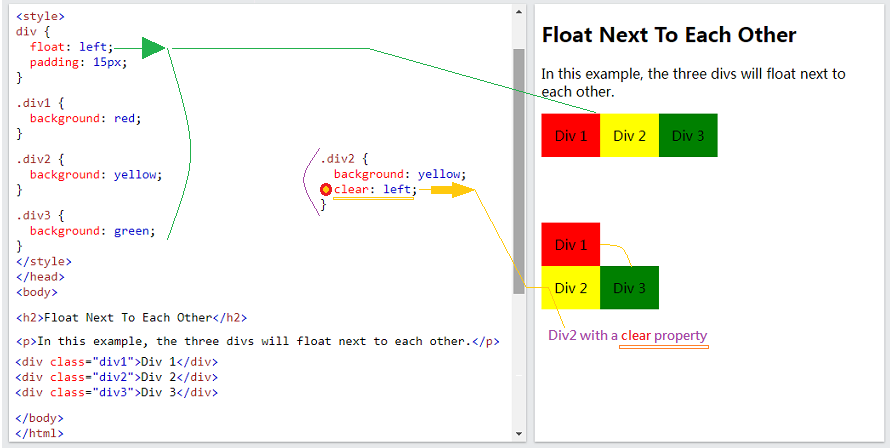 <style>
div {
  float: left;
  padding: 15px;
}
.div1 {
  background: red;
}
.div2 {
  background: yellow;
}
.div3 {
  background: green;
}
</style>
</head>
<body>
<h2>Float Next To Each Other</h2>
<p>In this example, the three divs will float next to each other.</p>
<div class="div1">Div 1</div>
<div class="div2">Div 2</div>
<div class="div3">Div 3</div>
</body>
</html>
.div2 {
  background: yellow;
  clear: left;
}
Float Next To Each Other
In this example, the three divs will float next to
each other.
Div 1 Div 2 Div 3
Div 1
Div 2 Div 3
Div2 with a clear property